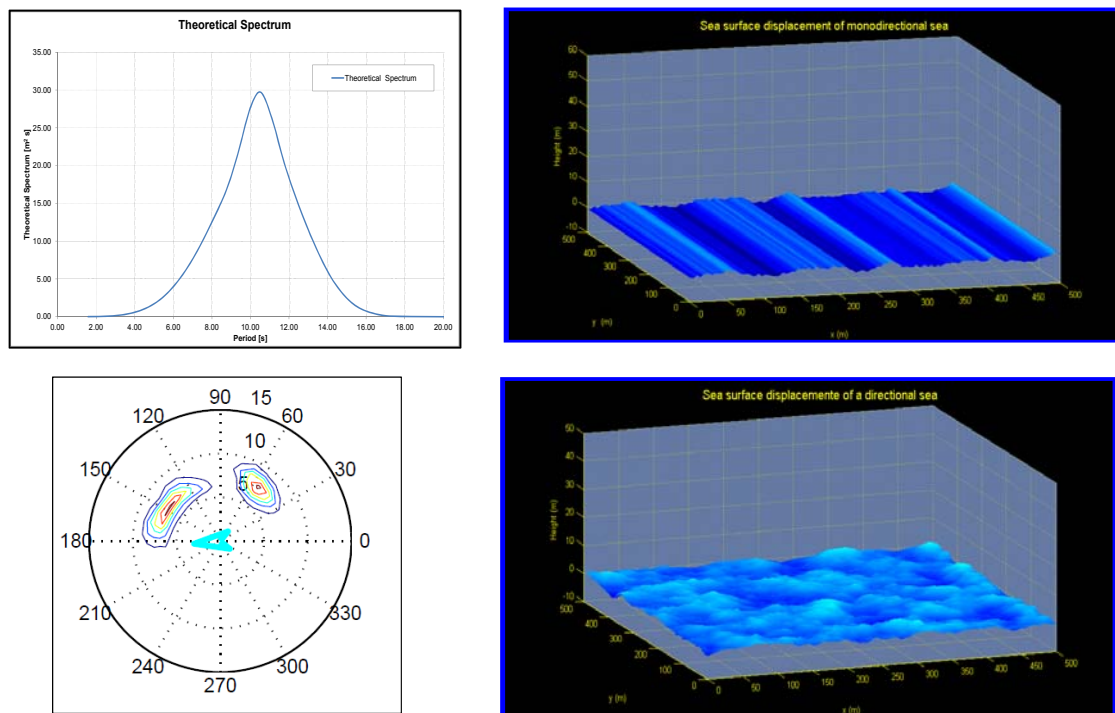 Theoretical Spectrum
35.00
30.00
25.00
20.00
15.00
10.00
5.00
0.00
Theoretical Spectrum [m² s]
Theoretical Spectrum
0.00 2.00 4.00 6.00 8.00 10.00 12.00 14.00 16.00 18.00 20.00
Period [s]
Sea surface displacement of monodirectional sea
60
50
40
30
20
10
0
-10
Height (m)
500
400
300
200
100
0
y (m)
0 50 100 150 200 250 300 350 400 450 500
x (m)
90 15
120 60
10
150 30
5
180 0
210 330
240 300
270
Sea surface displacemente of a directional sea
50
40
30
20
10
0
-10
Height (m)
500
400
300
200
100
0
y (m)
0 50 100 150 200 250 300 350 400 450 500
x (m)